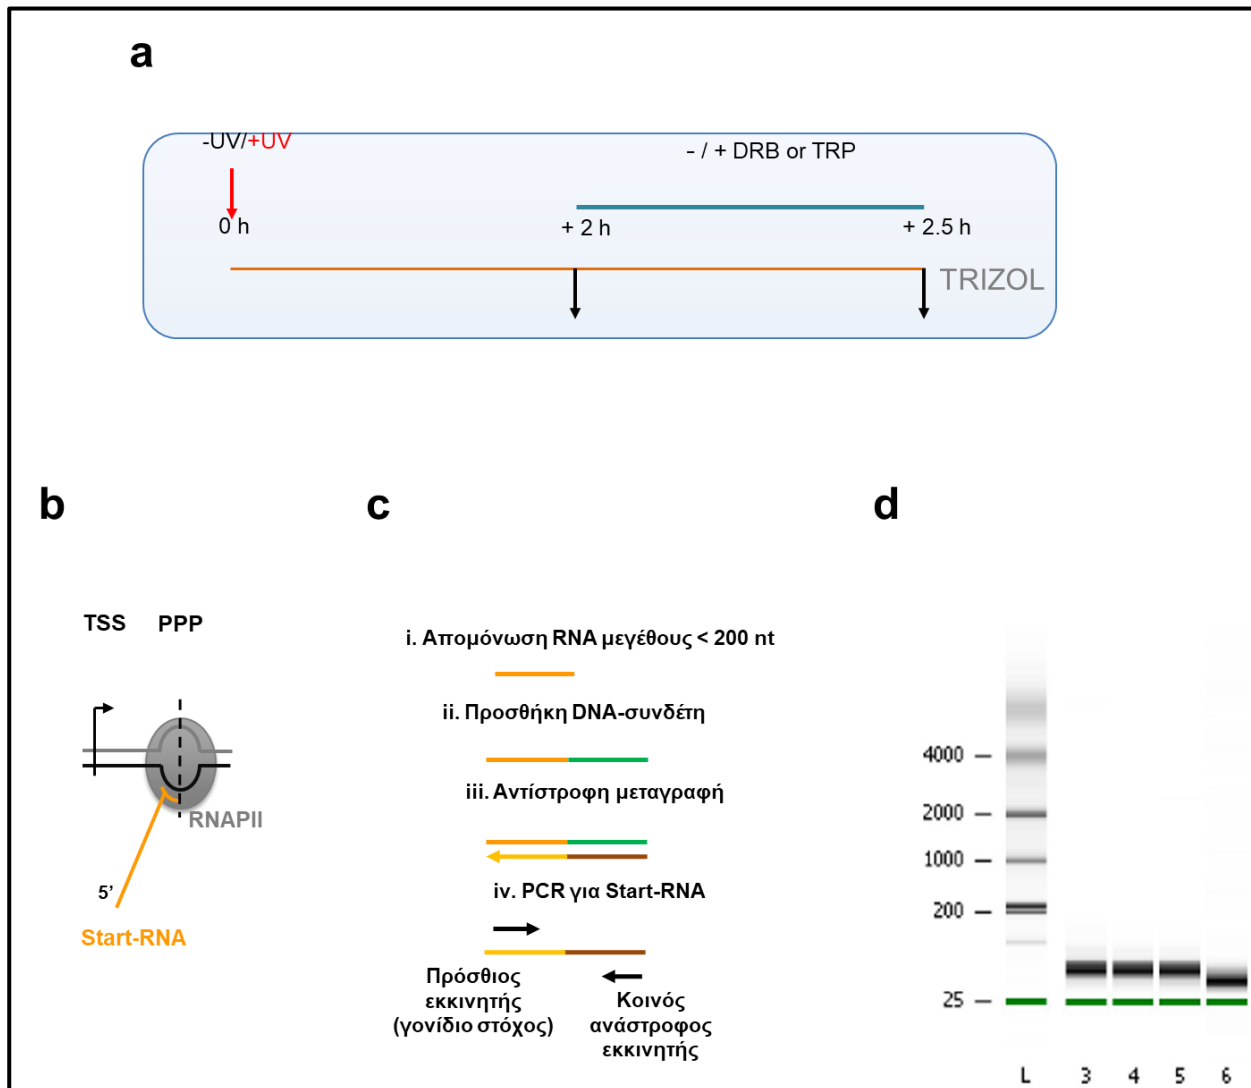 a
-UV/+UV
- / + DRB or TRP
0 h
+ 2 h
+ 2.5 h
TRIZOL
b
TSS
PPP
RNAPII
5’
Start-RNA
c
i. Απομόνωση RNA μεγέθους < 200 nt
ii. Προσθήκη DNA-συνδέτη
iii. Αντίστροφη μεταγραφή
iv. PCR για Start-RNA
Πρόσθιος
εκκινητής
(γονίδιο στόχος)
Κοινός
ανάστροφος
εκκινητής
d
4000
2000
1000
200
25
L 3 4 5 6